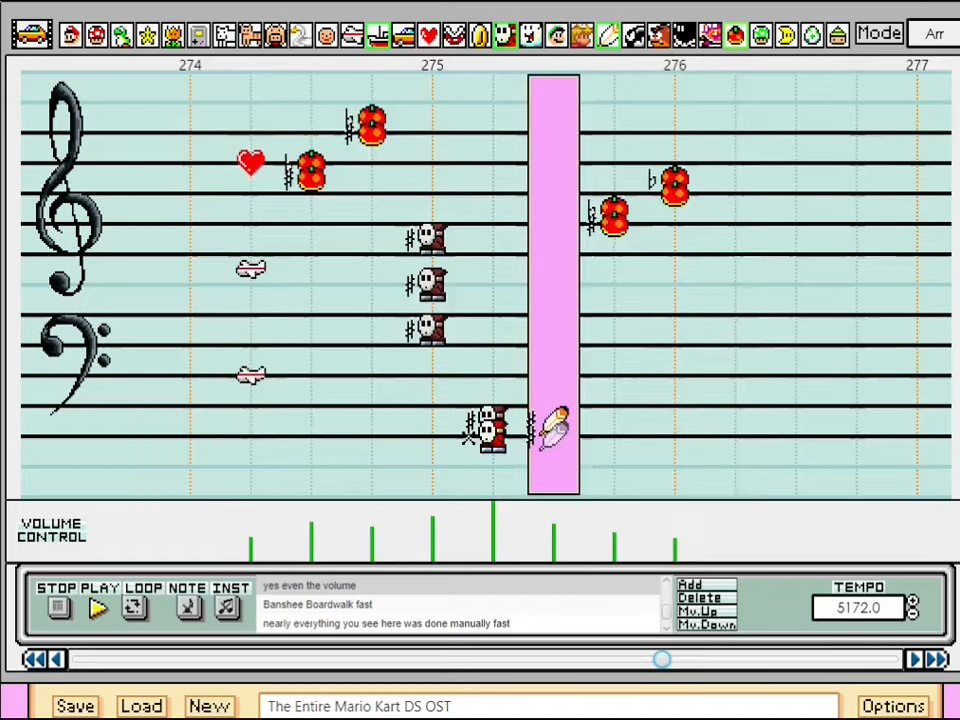 Mode
Arr
274 275 276 277
VOLUME
CONTROL
STOP PLAY LOOP NOTE INST
yes even the volume
Banshee Boardwalk fast
nearly everything you see here was done manually fast
Add
Delete
Mv.Up
Mv.Down
TEMPO
5172.0
Save
Load
New
The Entire Mario Kart DS OST
Options